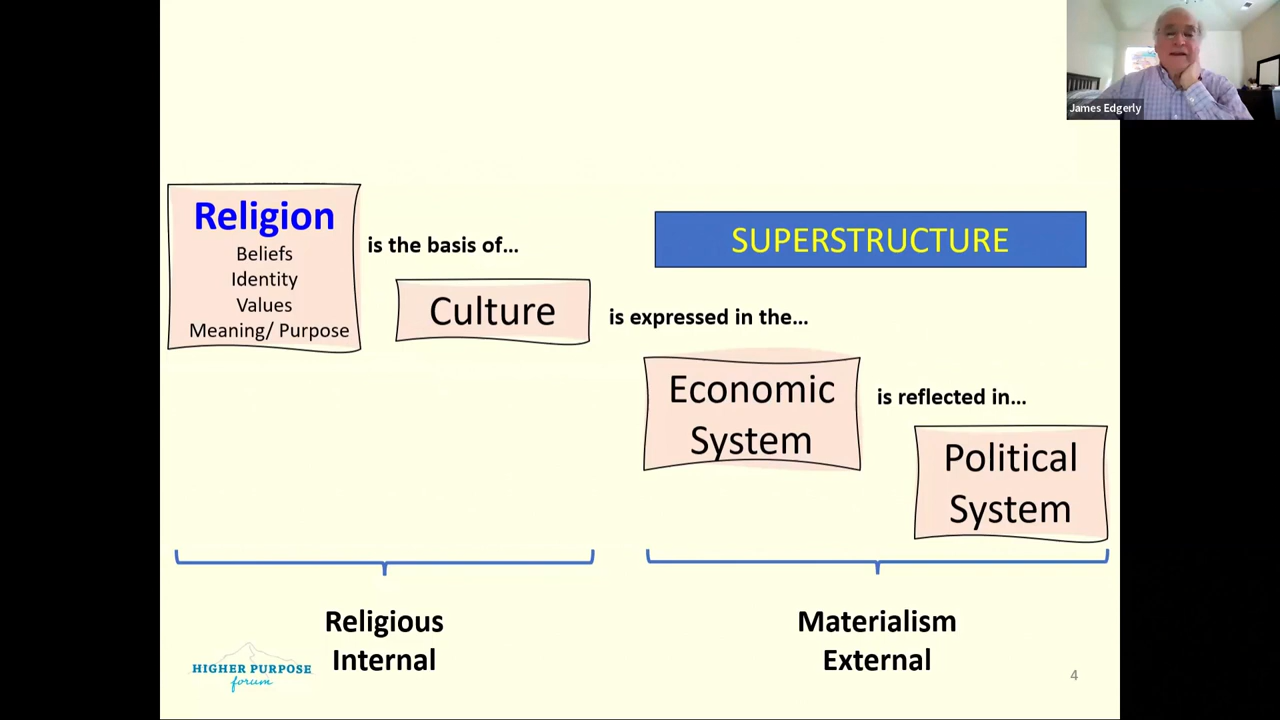 James Edgerly
Religion
Beliefs
Identity
Values
Meaning/ Purpose
is the basis of...
SUPERSTRUCTURE
Culture
is expressed in the...
Economic
System
is reflected in...
Political
System
Religious
Internal
Materialism
External
HIGHER PURPOSE
forum
4